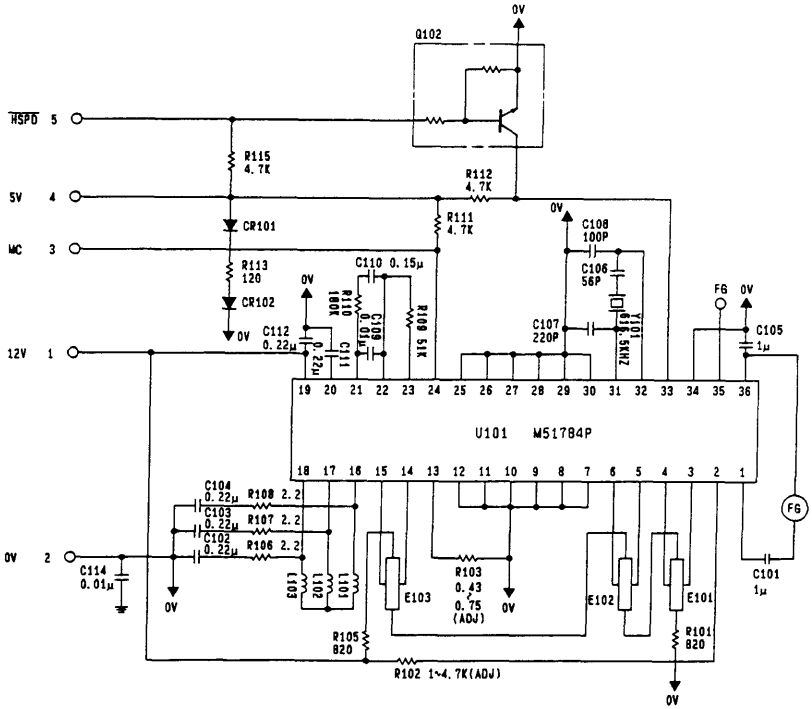 0V
Q102
HSPD 5
R115
4.7K
R112
4.7K
5V 4
R111
4.7K
CR101
MC 3
R113
120
CR102
0V
0V
C110 0.15μ
R110
180K
C109
0.01μ
R109 51K
0V
C108
100P
C106
56P
C107
220P
Y101
615.5KHZ
FG
0V
C105
1μ
C112
0.22μ
0.22μ
C111
12V 1
19 20 21 22 23 24 25 26 27 28 29 30 31 32 33 34 35 36
U101 M51784P
18 17 16 15 14 13 12 11 10 9 8 7 6 5 4 3 2 1
C104
0.22μ
R108 2.2
C103
0.22μ
R107 2.2
C102
0.22μ
R106 2.2
FG
0V 2
C114
0.01μ
0V
L103
L102
L101
E103
R103
0.43
~
0.75
(ADJ)
0V
E102
E101
C101
1μ
R105
820
R101
820
R102 1~4.7K(ADJ)
0V